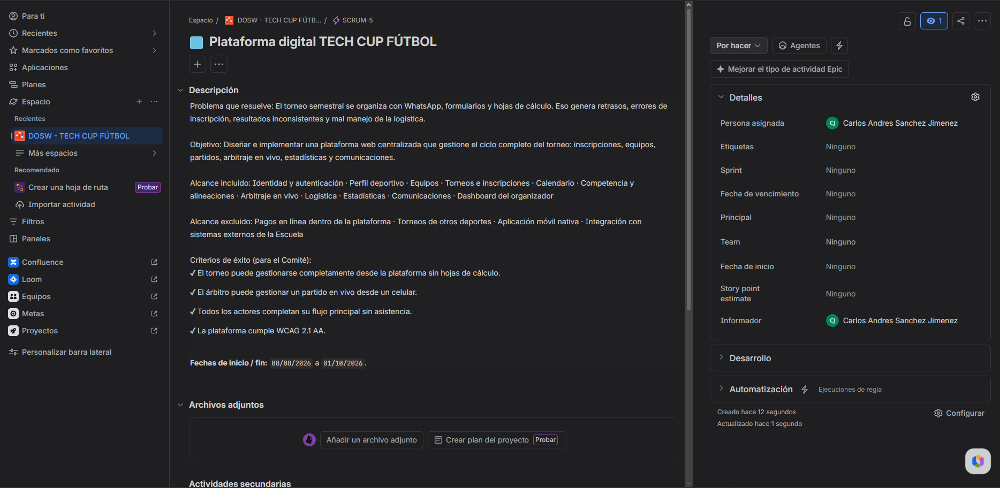 Para ti
Recientes
Marcados como favoritos
Aplicaciones
Planes
Espacio
Recientes
DOSW - TECH CUP FÚTBOL
Más espacios
Recomendado
Crear una hoja de ruta Probar
Importar actividad
Filtros
Paneles
Confluence
Loom
Equipos
Metas
Proyectos
Personalizar barra lateral
Espacio / DOSW - TECH CUP FÚTB... / SCRUM-5
Plataforma digital TECH CUP FÚTBOL
Descripción
Problema que resuelve: El torneo semestral se organiza con WhatsApp, formularios y hojas de cálculo. Eso genera retrasos, errores de
inscripción, resultados inconsistentes y mal manejo de la logística.
Objetivo: Diseñar e implementar una plataforma web centralizada que gestione el ciclo completo del torneo: inscripciones, equipos,
partidos, arbitraje en vivo, estadísticas y comunicaciones.
Alcance incluido: Identidad y autenticación · Perfil deportivo · Equipos · Torneos e inscripciones · Calendario · Competencia y
alineaciones · Arbitraje en vivo · Logística · Estadísticas · Comunicaciones · Dashboard del organizador
Alcance excluido: Pagos en línea dentro de la plataforma · Torneos de otros deportes · Aplicación móvil nativa · Integración con
sistemas externos de la Escuela
Criterios de éxito (para el Comité):
✓ El torneo puede gestionarse completamente desde la plataforma sin hojas de cálculo.
✓ El árbitro puede gestionar un partido en vivo desde un celular.
✓ Todos los actores completan su flujo principal sin asistencia.
✓ La plataforma cumple WCAG 2.1 AA.
Fechas de inicio / fin: 08/08/2026 a 01/10/2026.
Archivos adjuntos
Añadir un archivo adjunto
Crear plan del proyecto Probar
Actividades secundarias
1
Por hacer
Agentes
Mejorar el tipo de actividad Epic
Detalles
Persona asignada CJ Carlos Andres Sanchez Jimenez
Etiquetas Ninguno
Sprint Ninguno
Fecha de vencimiento Ninguno
Principal Ninguno
Team Ninguno
Fecha de inicio Ninguno
Story point
estimate Ninguno
Informador CJ Carlos Andres Sanchez Jimenez
Desarrollo
Automatización Ejecuciones de regla
Creado hace 12 segundos
Actualizado hace 1 segundo
Configurar